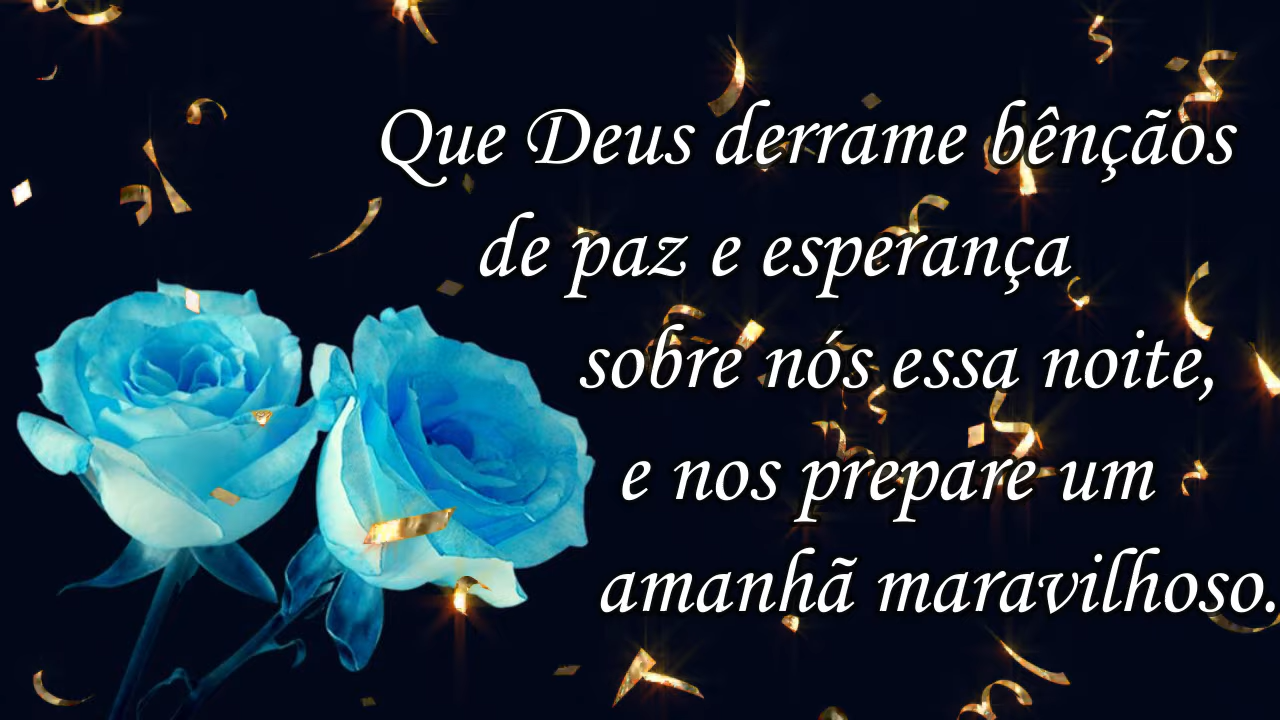 Que Deus derrame bênçãos
de paz e esperança
sobre nós essa noite,
e nos prepare um
amanhã maravilhoso.